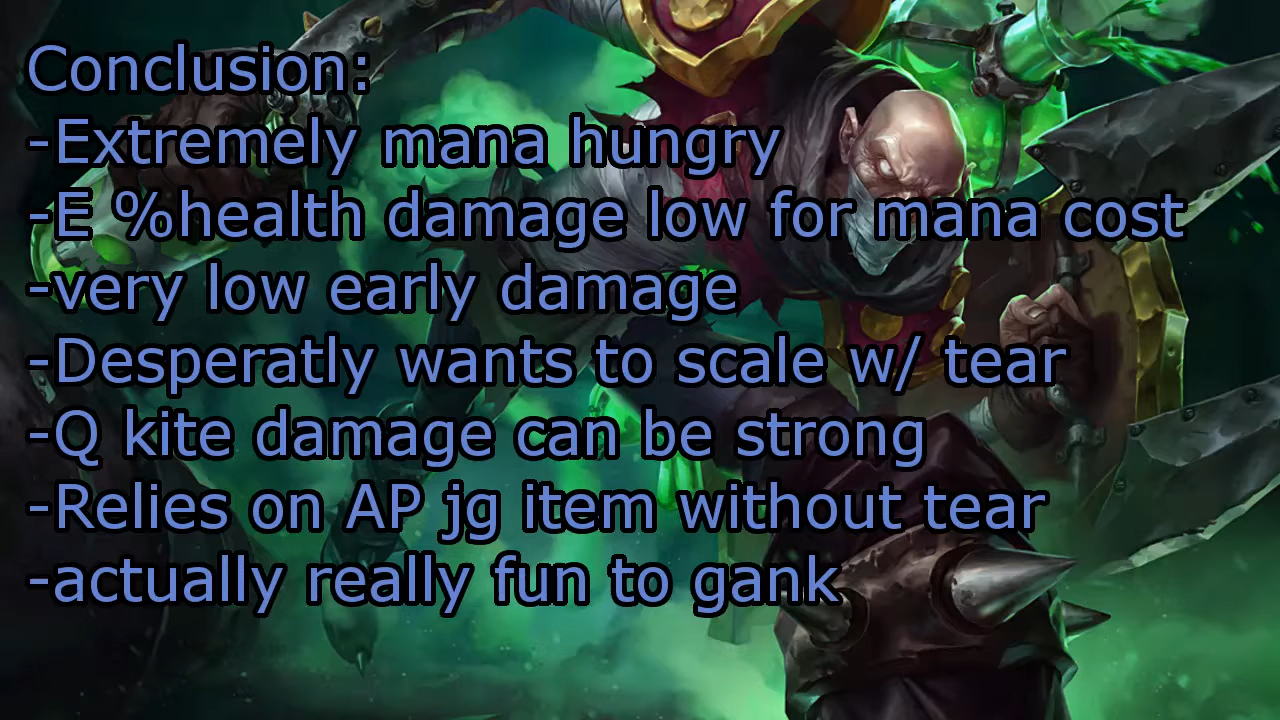 Conclusion:
-Extremely mana hungry
-E %health damage low for mana cost
-very low early damage
-Desperatly wants to scale w/ tear
-Q kite damage can be strong
-Relies on AP jg item without tear
-actually really fun to gank